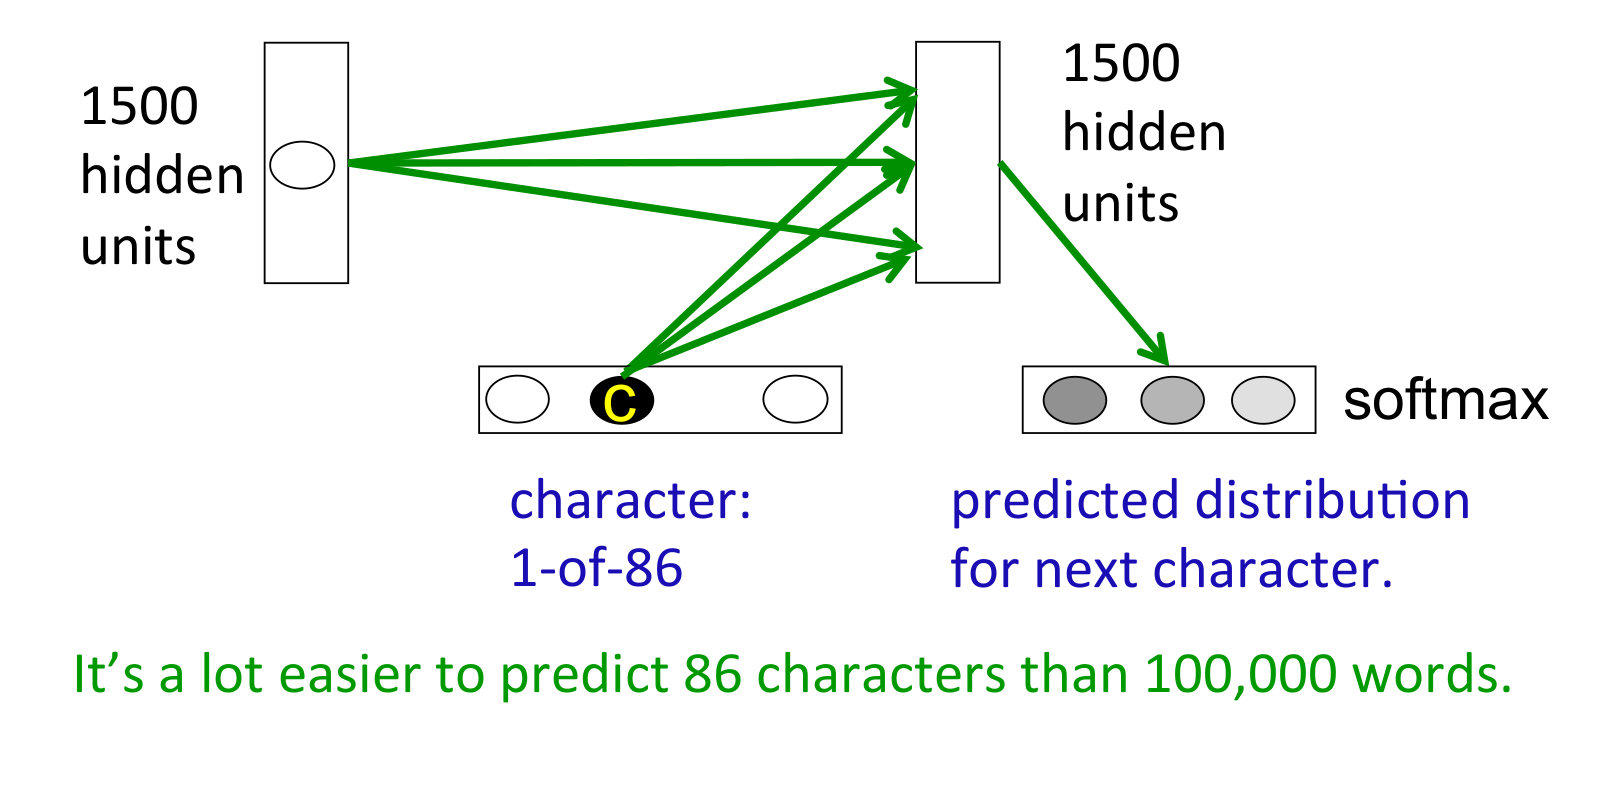 1500
hidden
units
1500
hidden
units
c
softmax
character:
1-of-86
predicted distribution
for next character.
It’s a lot easier to predict 86 characters than 100,000 words.